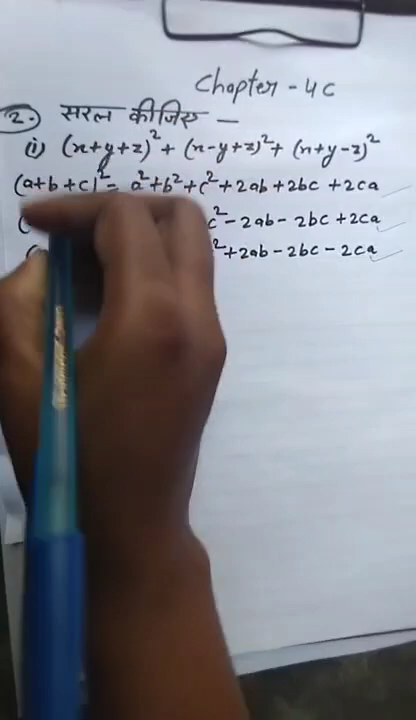 Chapter - 4C
2. सरल कीजिए -
i) (x+y+z)² + (x-y+z)² + (x+y-z)²
(a+b+c)² = a²+b²+c²+2ab+2bc+2ca
( c²-2ab-2bc+2ca
( ²+2ab-2bc-2ca